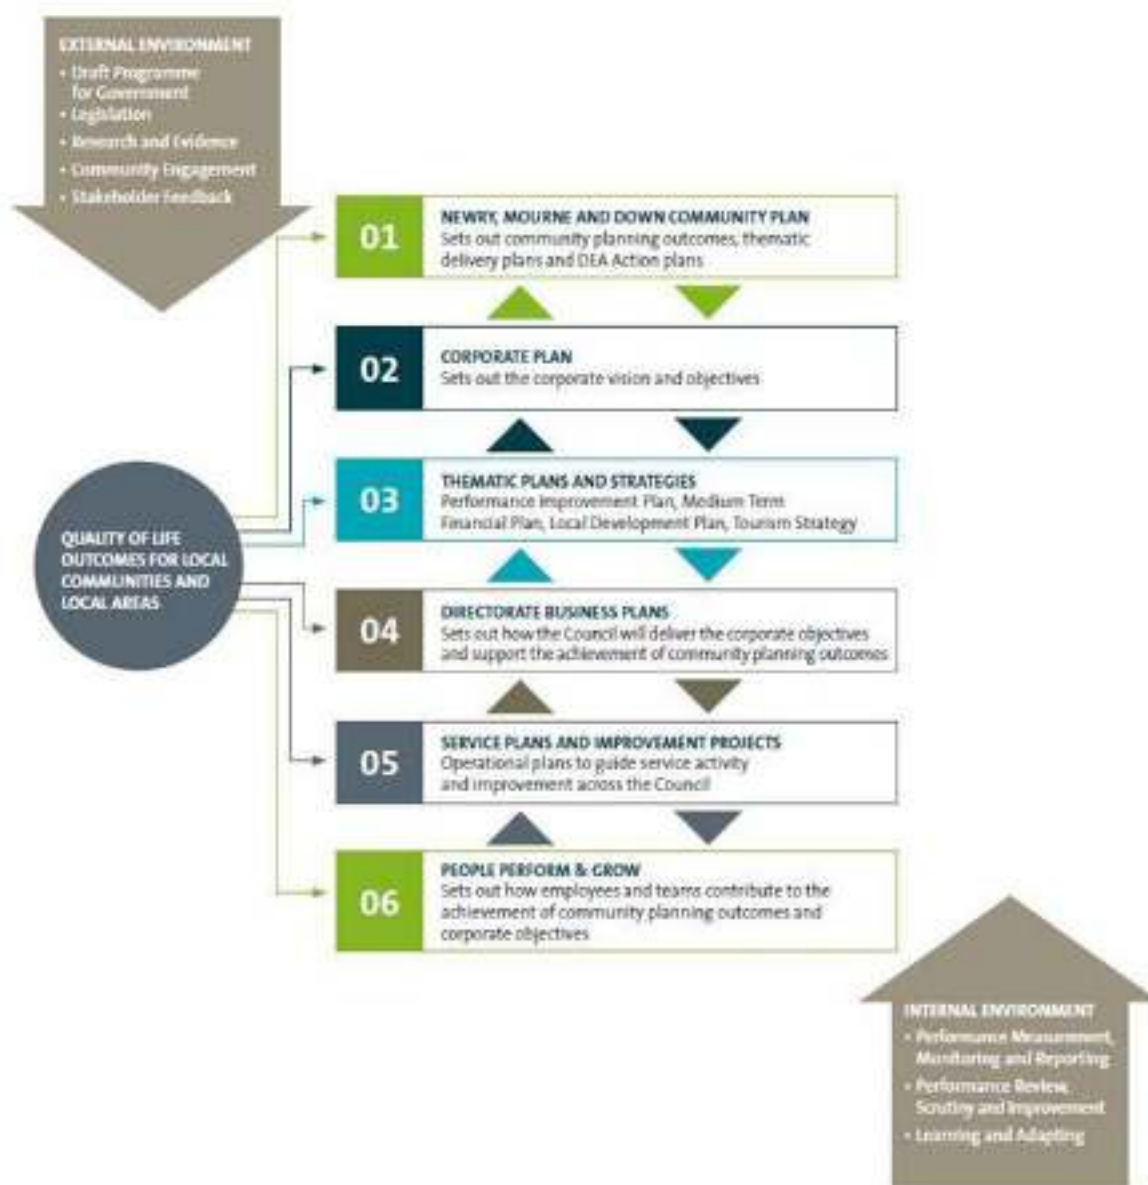 EXTERNAL ENVIRONMENT
• Draft Programme
for Government
• Legislation
• Research and Evidence
• Community Engagement
• Stakeholder Feedback
01
NEWRY, MOURNE AND DOWN COMMUNITY PLAN
Sets out community planning outcomes, thematic
delivery plans and DEA Action plans
02
CORPORATE PLAN
Sets out the corporate vision and objectives
03
THEMATIC PLANS AND STRATEGIES
Performance Improvement Plan, Medium Term
Financial Plan, Local Development Plan, Tourism Strategy
QUALITY OF LIFE
OUTCOMES FOR LOCAL
COMMUNITIES AND
LOCAL AREAS
04
DIRECTORATE BUSINESS PLANS
Sets out how the Council will deliver the corporate objectives
and support the achievement of community planning outcomes
05
SERVICE PLANS AND IMPROVEMENT PROJECTS
Operational plans to guide service activity
and improvement across the Council
06
PEOPLE PERFORM & GROW
Sets out how employees and teams contribute to the
achievement of community planning outcomes and
corporate objectives
INTERNAL ENVIRONMENT
• Performance Measurement,
Monitoring and Reporting
• Performance Review,
Scrutiny and Improvement
• Learning and Adapting